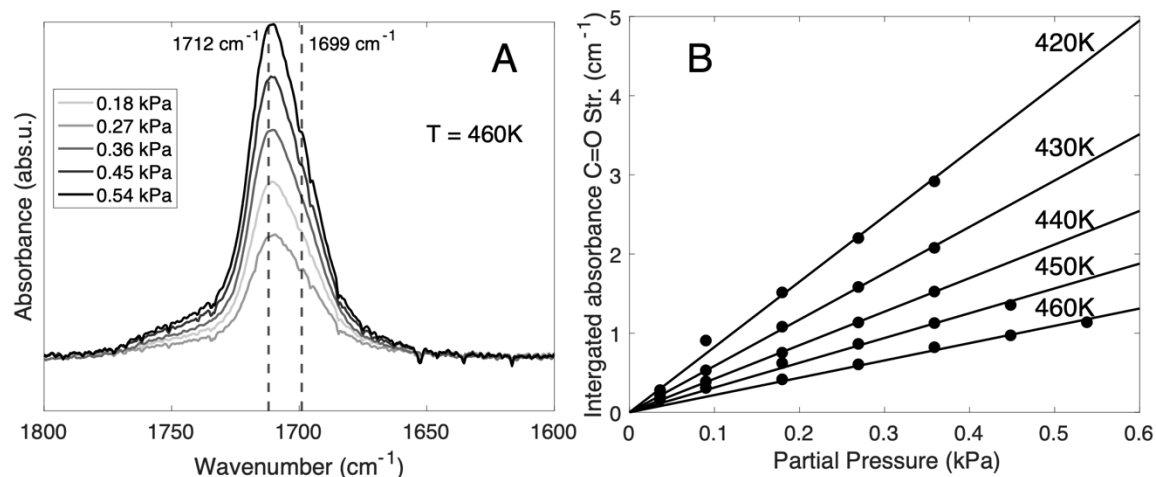 1712 cm-1
1699 cm-1
A
0.18 kPa
0.27 kPa
0.36 kPa
0.45 kPa
0.54 kPa
T = 460K
Absorbance (abs.u.)
1800
1750
1700
1650
1600
Wavenumber (cm-1)
B
5
4
3
2
1
0
Intergated absorbance C=O Str. (cm-1)
420K
430K
440K
450K
460K
0
0.1
0.2
0.3
0.4
0.5
0.6
Partial Pressure (kPa)